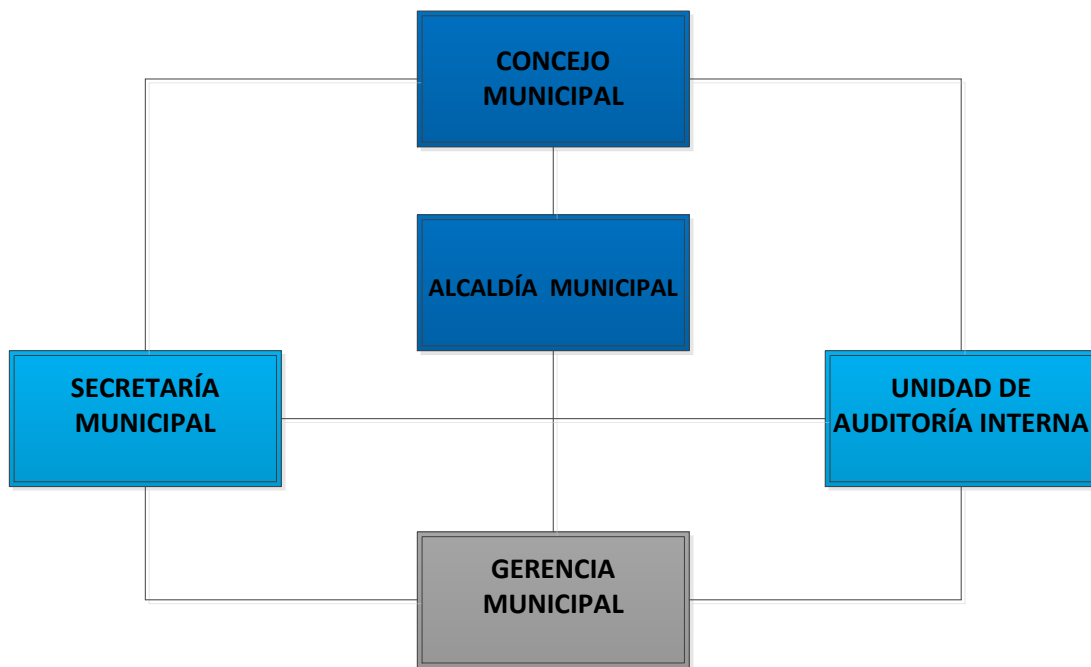 CONCEJO
MUNICIPAL
ALCALDÍA MUNICIPAL
SECRETARÍA
MUNICIPAL
UNIDAD DE
AUDITORÍA INTERNA
GERENCIA
MUNICIPAL